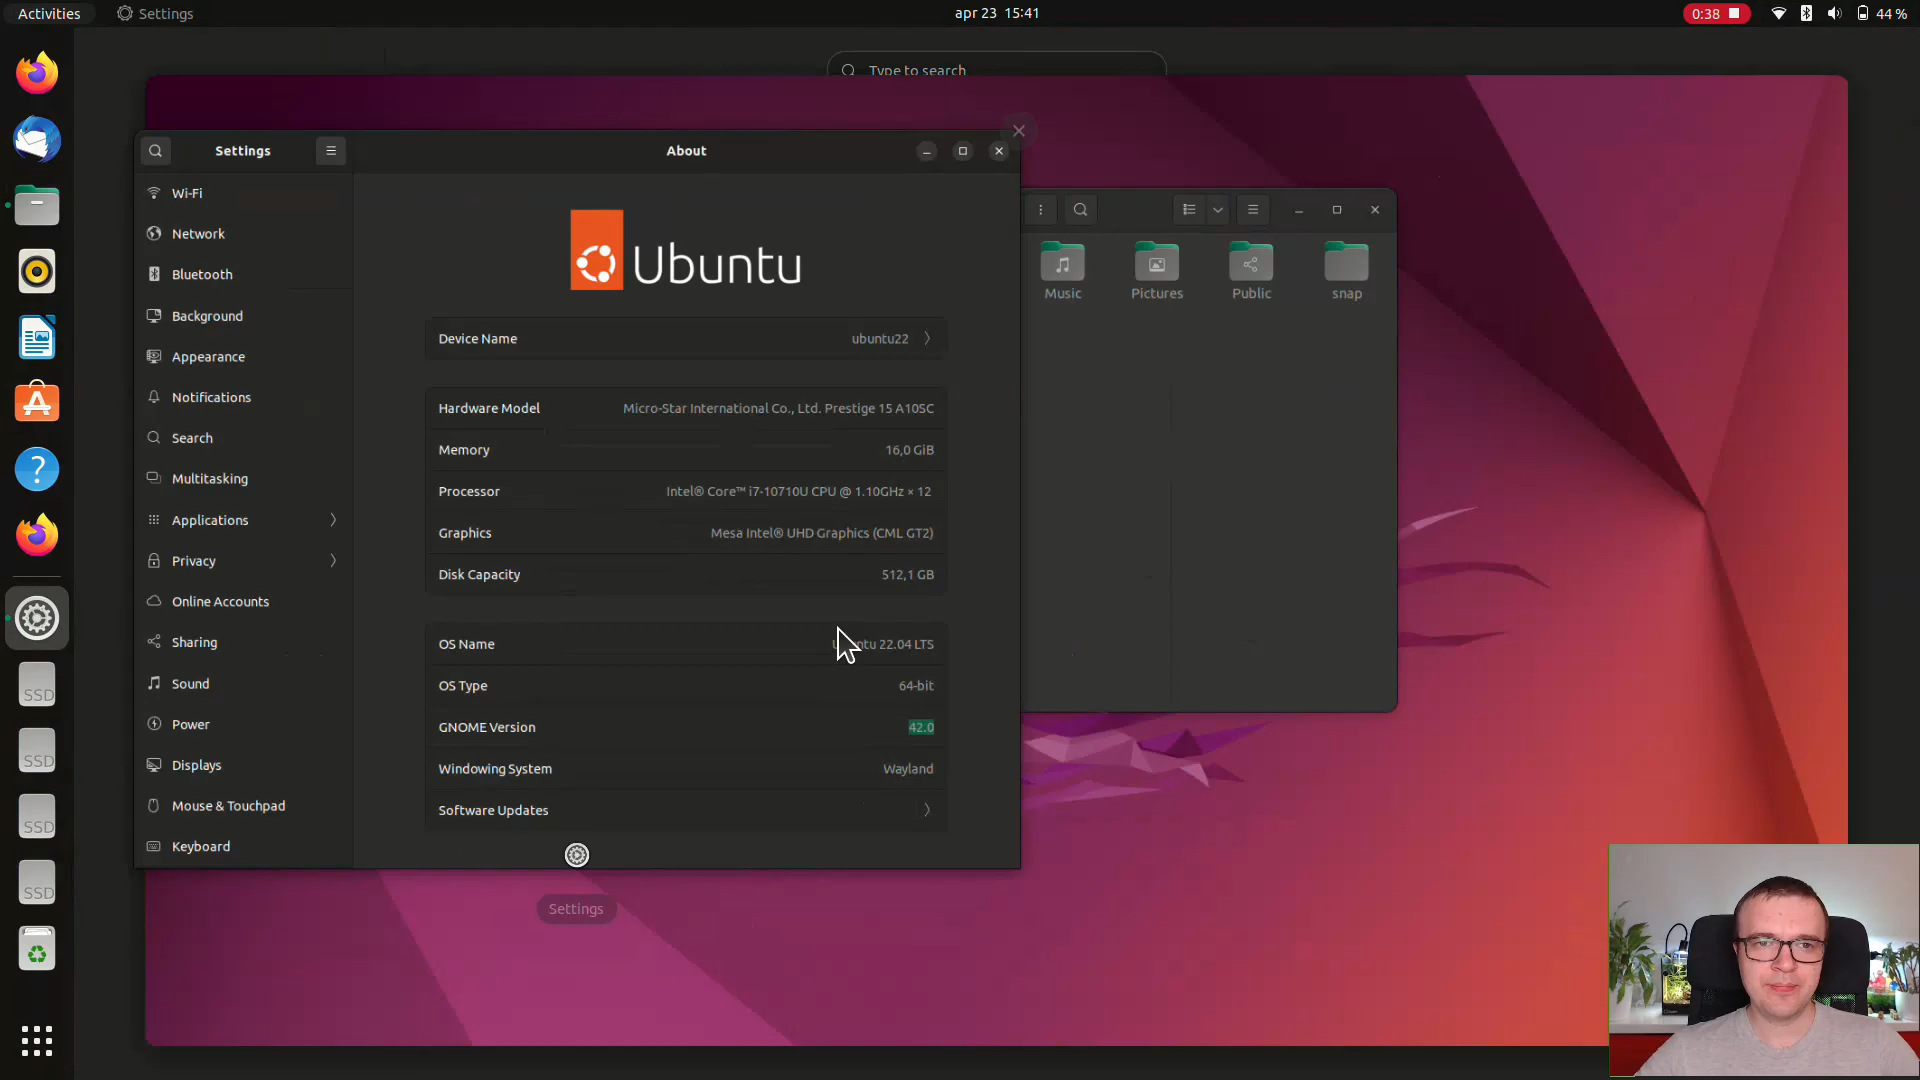 Activities
Settings
apr 23 15:41
0:38
44 %
Type to search
Settings
About
Wi-Fi
Network
Bluetooth
Background
Appearance
Notifications
Search
Multitasking
Applications
Privacy
Online Accounts
Sharing
Sound
Power
Displays
Mouse & Touchpad
Keyboard
Ubuntu
Device Name ubuntu22
Hardware Model Micro-Star International Co., Ltd. Prestige 15 A10SC
Memory 16,0 GiB
Processor Intel® Core™ i7-10710U CPU @ 1.10GHz × 12
Graphics Mesa Intel® UHD Graphics (CML GT2)
Disk Capacity 512,1 GB
OS Name Ubuntu 22.04 LTS
OS Type 64-bit
GNOME Version 42.0
Windowing System Wayland
Software Updates
Settings
Music
Pictures
Public
snap
SSD
SSD
SSD
SSD